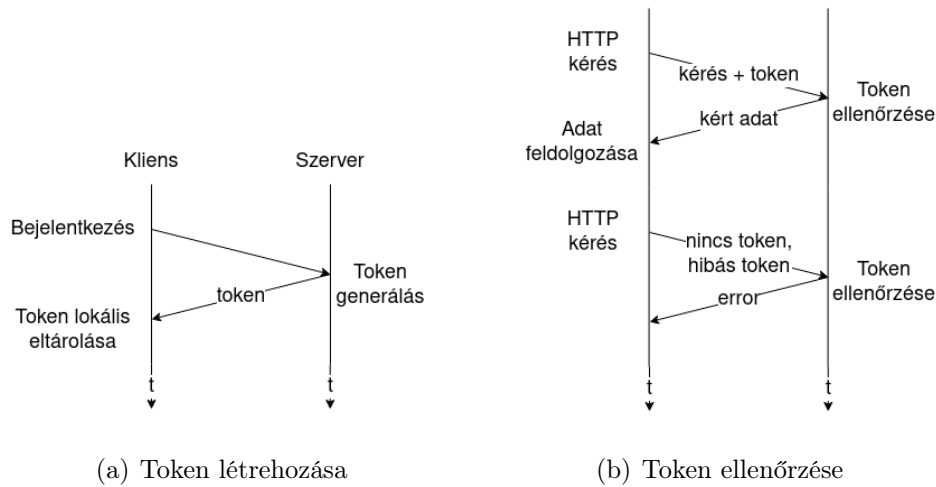 Kliens
Szerver
Bejelentkezés
Token
generálás
token
Token lokális
eltárolása
t
t
(a) Token létrehozása
HTTP
kérés
kérés + token
Token
ellenőrzése
kért adat
Adat
feldolgozása
HTTP
kérés
nincs token,
hibás token
Token
ellenőrzése
error
t
t
(b) Token ellenőrzése